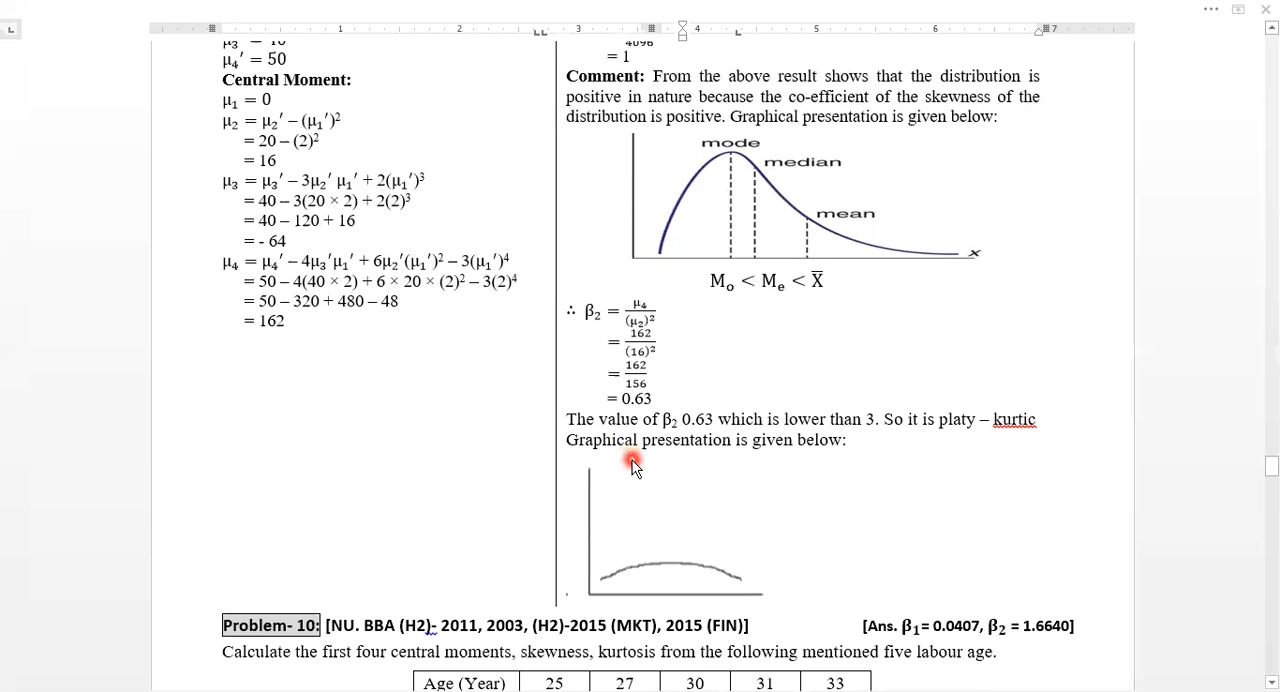 1 2 3 4 5 6 7
μ₄′ = 50
Central Moment:
μ₁ = 0
μ₂ = μ₂′ – (μ₁′)²
= 20 – (2)²
= 16
μ₃ = μ₃′ – 3μ₂′ μ₁′ + 2(μ₁′)³
= 40 – 3(20 × 2) + 2(2)³
= 40 – 120 + 16
= - 64
μ₄ = μ₄′ – 4μ₃′μ₁′ + 6μ₂′(μ₁′)² – 3(μ₁′)⁴
= 50 – 4(40 × 2) + 6 × 20 × (2)² – 3(2)⁴
= 50 – 320 + 480 – 48
= 162
4096
= 1
Comment: From the above result shows that the distribution is
positive in nature because the co-efficient of the skewness of the
distribution is positive. Graphical presentation is given below:
mode
median
mean
x
Mₒ < Mₑ < X̅
∴ β₂ = μ₄/(μ₂)²
= 162/(16)²
= 162/156
= 0.63
The value of β₂ 0.63 which is lower than 3. So it is platy – kurtic
Graphical presentation is given below:
Problem- 10: [NU. BBA (H2)- 2011, 2003, (H2)-2015 (MKT), 2015 (FIN)] [Ans. β₁= 0.0407, β₂ = 1.6640]
Calculate the first four central moments, skewness, kurtosis from the following mentioned five labour age.
Age (Year) 25 27 30 31 33